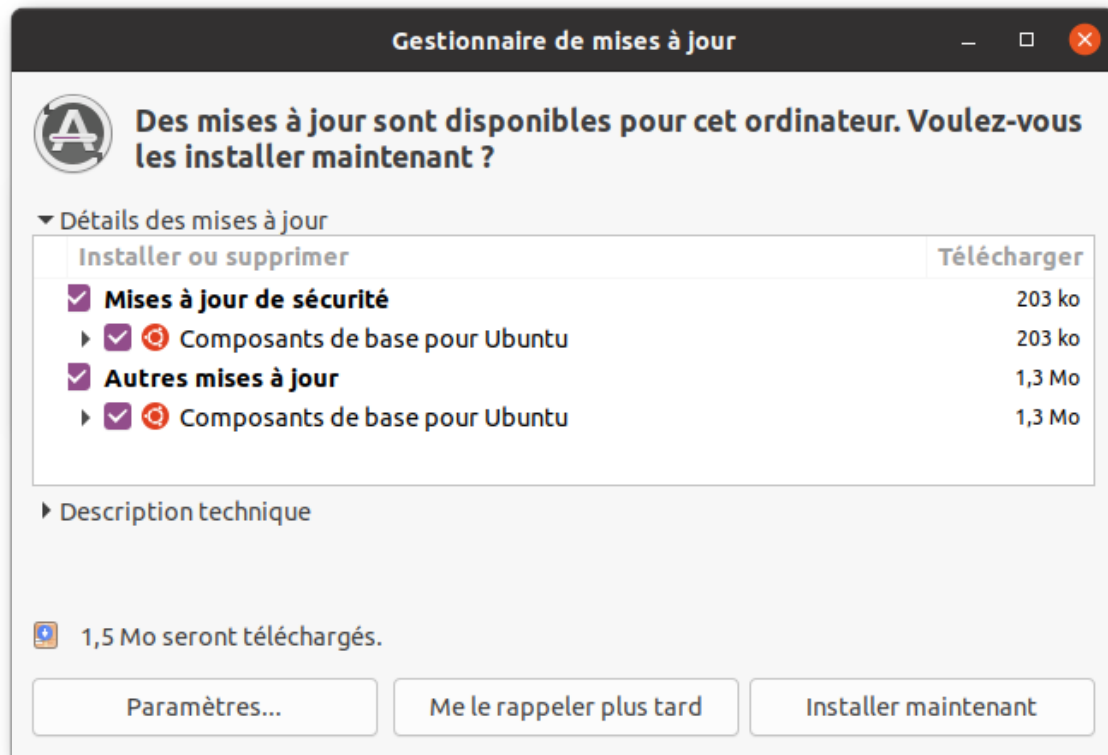 Gestionnaire de mises à jour
Des mises à jour sont disponibles pour cet ordinateur. Voulez-vous
les installer maintenant ?
Détails des mises à jour
Installer ou supprimer Télécharger
Mises à jour de sécurité 203 ko
Composants de base pour Ubuntu 203 ko
Autres mises à jour 1,3 Mo
Composants de base pour Ubuntu 1,3 Mo
Description technique
1,5 Mo seront téléchargés.
Paramètres... Me le rappeler plus tard Installer maintenant